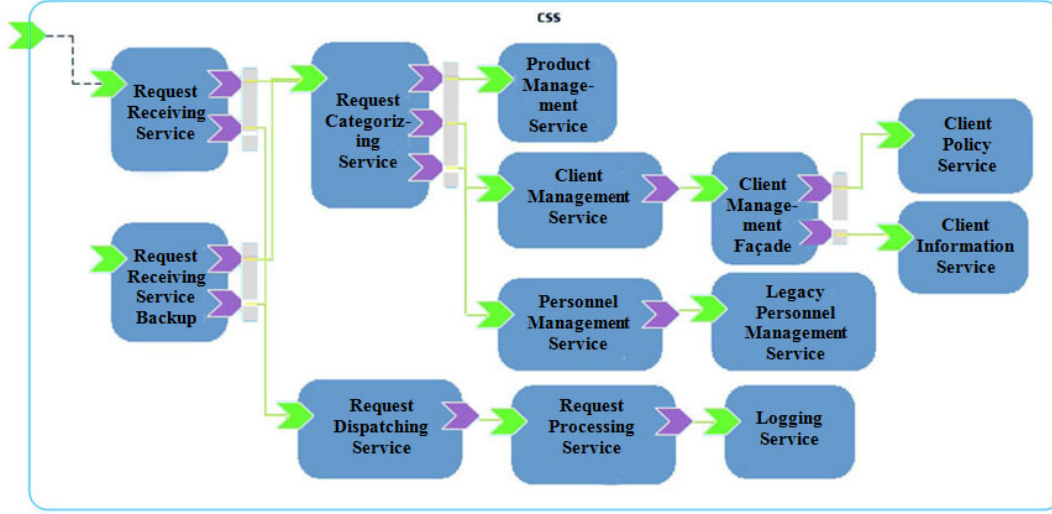 CSS
Request
Receiving
Service
Request
Categoriz-
ing
Service
Product
Manage-
ment
Service
Client
Management
Service
Client
Manage-
ment
Façade
Client
Policy
Service
Client
Information
Service
Request
Receiving
Service
Backup
Personnel
Management
Service
Legacy
Personnel
Management
Service
Request
Dispatching
Service
Request
Processing
Service
Logging
Service